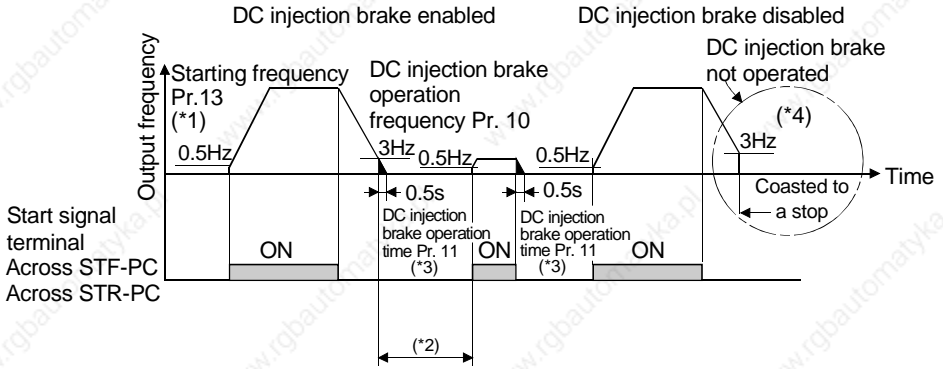 DC injection brake enabled
DC injection brake disabled
Output frequency
Starting frequency
Pr.13
(*1)
0.5Hz
DC injection brake
operation
frequency Pr. 10
3Hz
0.5Hz
0.5Hz
DC injection brake
not operated
(*4)
3Hz
Time
Coasted to
a stop
0.5s
DC injection
brake operation
time Pr. 11
(*3)
0.5s
DC injection
brake operation
time Pr. 11
(*3)
Start signal
terminal
Across STF-PC
Across STR-PC
ON
ON
ON
(*2)
www.rgbautomatyka.pl